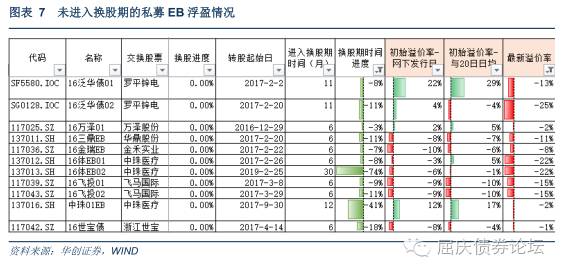 图表 7 未进入换股期的私募 EB 浮盈情况
代码 名称 交换股票 换股进度 转股起始日 进入换股期时间（月） 换股期时间进度 初始溢价率-网下发行日 初始溢价率-与20日日均 最新溢价率
SF5580.IOC 16泛华债01 罗平锌电 0.00% 2017-2-2 11 -8% 22% 29% -13%
SG0128.IOC 16泛华债02 罗平锌电 0.00% 2017-2-20 11 -11% 4% -4% -25%
117025.SZ 16万泽01 万泽股份 0.00% 2016-12-29 6 -3% 2% 5% -2%
137011.SH 16三鼎EB 华鼎股份 0.00% 2017-2-20 6 -11% -8% -7% -11%
117036.SZ 16金瑞EB 金禾实业 0.00% 2017-2-22 6 -7% -10% -6% -8%
137012.SH 16体EB01 中珠医疗 0.00% 2017-2-26 6 -8% -3% 5% -22%
137013.SH 16体EB02 中珠医疗 0.00% 2019-2-25 30 -74% -6% -1% -22%
117039.SZ 16飞投01 飞马国际 0.00% 2017-3-8 6 -9% -9% -10% -15%
117043.SZ 16飞投02 飞马国际 0.00% 2017-3-29 6 -11% -9% -10% -15%
137016.SH 中珠01EB 中珠医疗 0.00% 2017-9-30 12 -41% 12% 17% -2%
117042.SZ 16世宝债 浙江世宝 0.00% 2017-4-14 6 -18% -8% -4% -1%
资料来源：华创证券，WIND
屈庆债券论坛